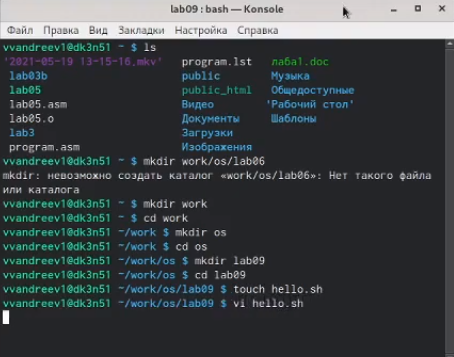 lab09 : bash — Konsole
Файл Правка Вид Закладки Настройка Справка
vvandreev1@dk3n51 ~ $ ls
'2021-05-19 13-15-16.mkv' program.lst лаба1.doc
lab03b public Музыка
lab05 public_html Общедоступные
lab05.asm Видео 'Рабочий стол'
lab05.o Документы Шаблоны
lab3 Загрузки
program.asm Изображения
vvandreev1@dk3n51 ~ $ mkdir work/os/lab06
mkdir: невозможно создать каталог «work/os/lab06»: Нет такого файла
или каталога
vvandreev1@dk3n51 ~ $ mkdir work
vvandreev1@dk3n51 ~ $ cd work
vvandreev1@dk3n51 ~/work $ mkdir os
vvandreev1@dk3n51 ~/work $ cd os
vvandreev1@dk3n51 ~/work/os $ mkdir lab09
vvandreev1@dk3n51 ~/work/os $ cd lab09
vvandreev1@dk3n51 ~/work/os/lab09 $ touch hello.sh
vvandreev1@dk3n51 ~/work/os/lab09 $ vi hello.sh